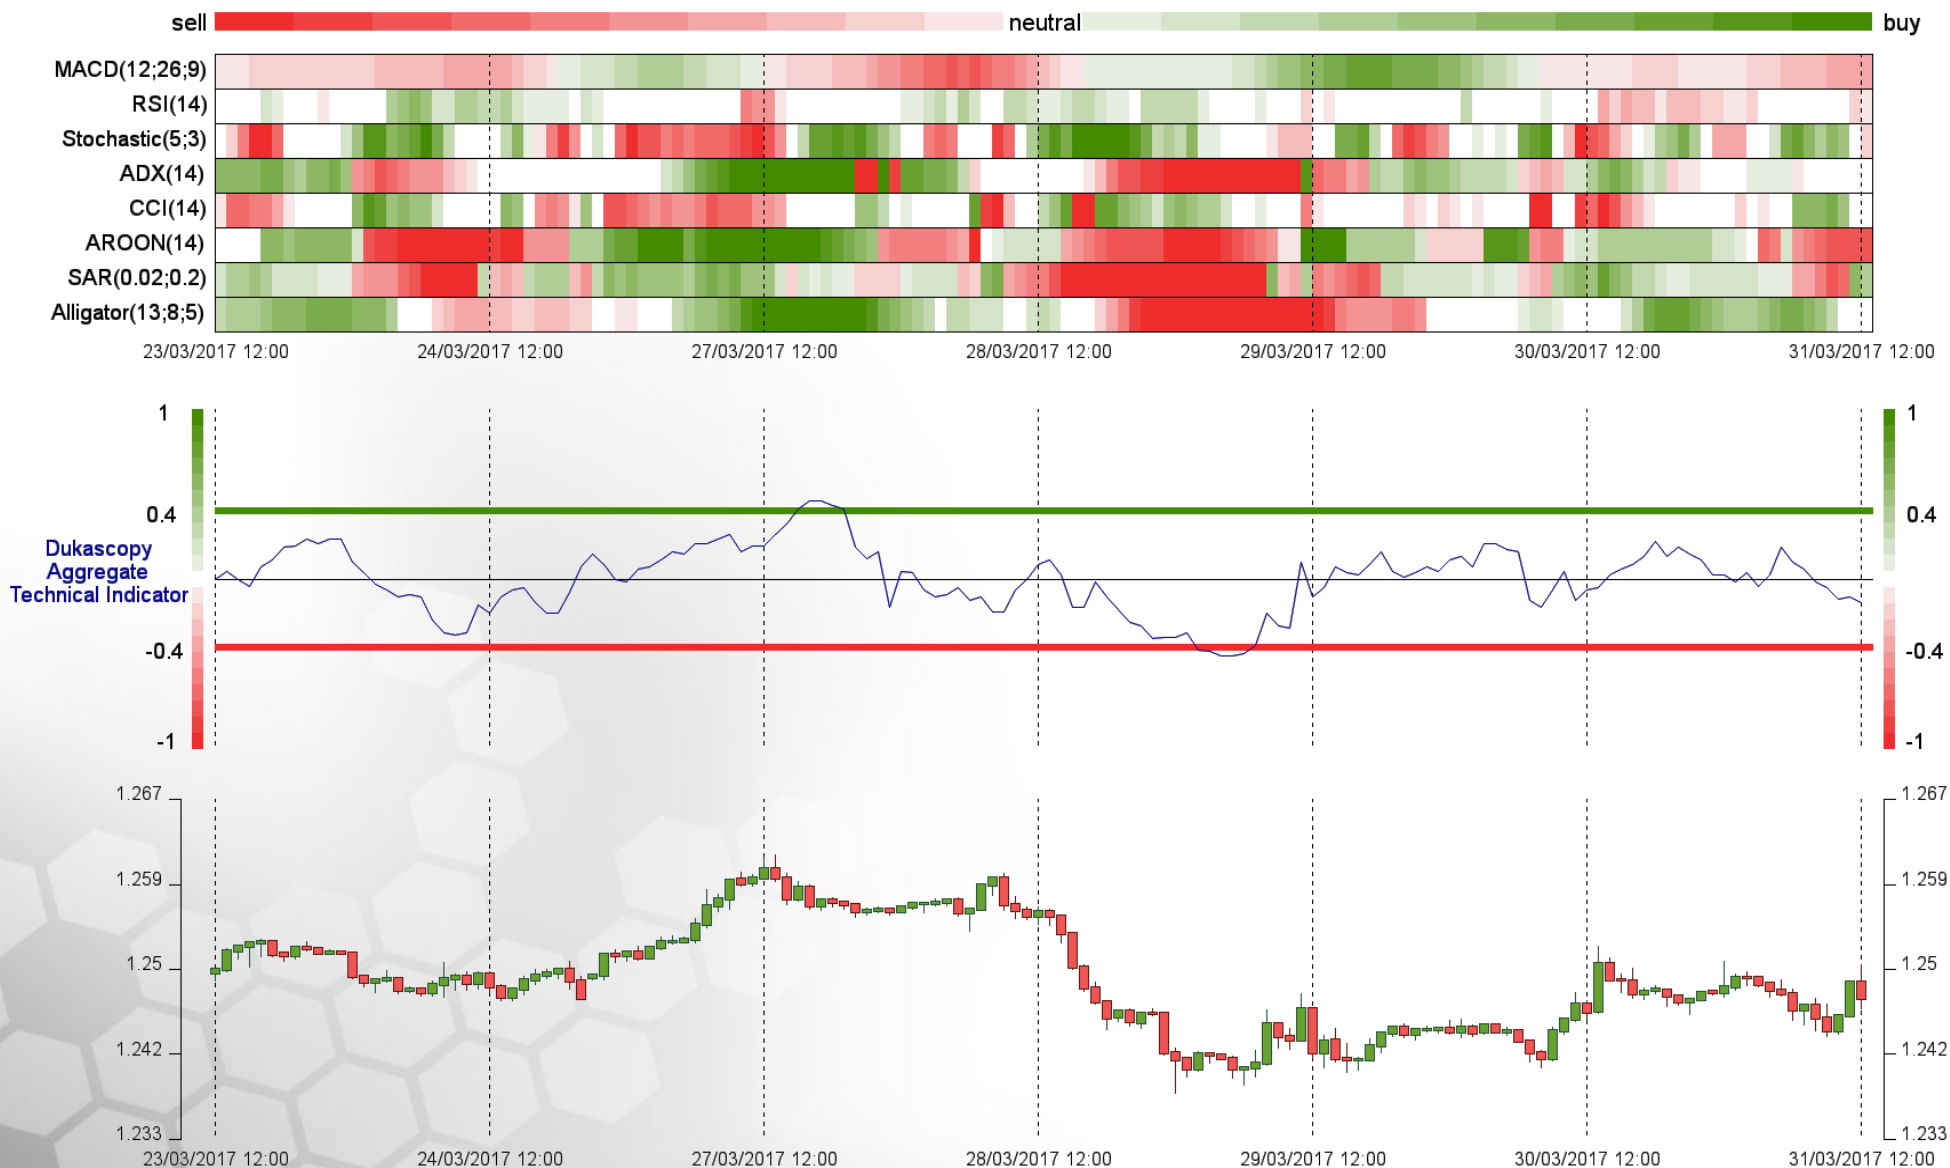 sell neutral buy
MACD(12;26;9)
RSI(14)
Stochastic(5;3)
ADX(14)
CCI(14)
AROON(14)
SAR(0.02;0.2)
Alligator(13;8;5)
23/03/2017 12:00 24/03/2017 12:00 27/03/2017 12:00 28/03/2017 12:00 29/03/2017 12:00 30/03/2017 12:00 31/03/2017 12:00
1 1
0.4 0.4
Dukascopy
Aggregate
Technical Indicator
-0.4 -0.4
-1 -1
1.267 1.267
1.259 1.259
1.25 1.25
1.242 1.242
1.233 1.233
23/03/2017 12:00 24/03/2017 12:00 27/03/2017 12:00 28/03/2017 12:00 29/03/2017 12:00 30/03/2017 12:00 31/03/2017 12:00